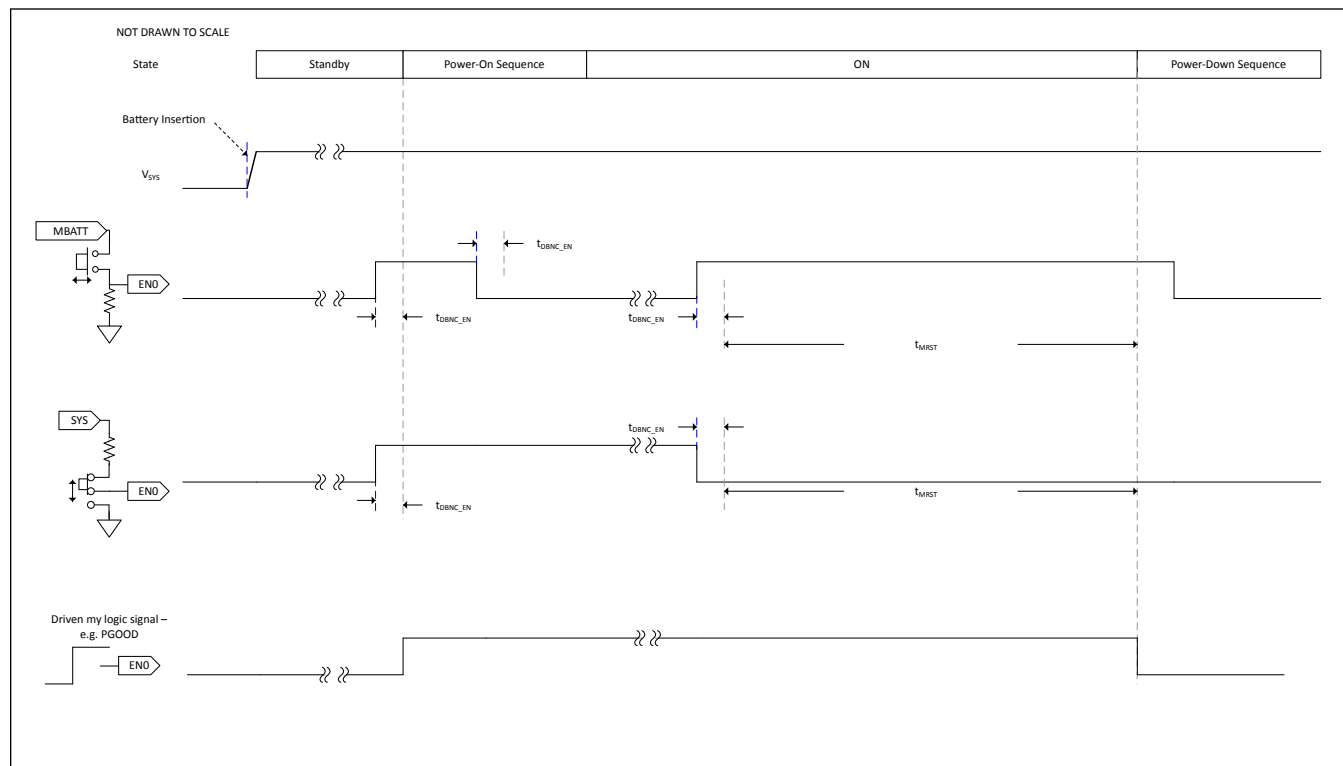 NOT DRAWN TO SCALE
State
Standby
Power-On Sequence
ON
Power-Down Sequence
Battery Insertion
VSYS
MBATT
EN0
tDBNC_EN
tDBNC_EN
tDBNC_EN
tMRST
SYS
EN0
tDBNC_EN
tDBNC_EN
tMRST
Driven my logic signal –
e.g. PGOOD
EN0